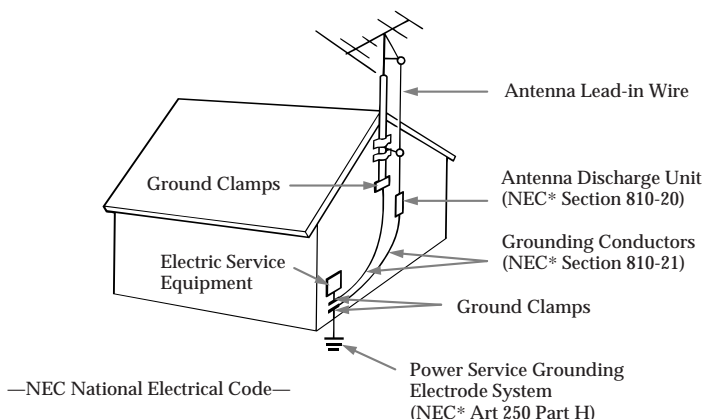 Antenna Lead-in Wire
Ground Clamps
Antenna Discharge Unit
(NEC* Section 810-20)
Electric Service
Equipment
Grounding Conductors
(NEC* Section 810-21)
Ground Clamps
Power Service Grounding
Electrode System
(NEC* Art 250 Part H)
—NEC National Electrical Code—